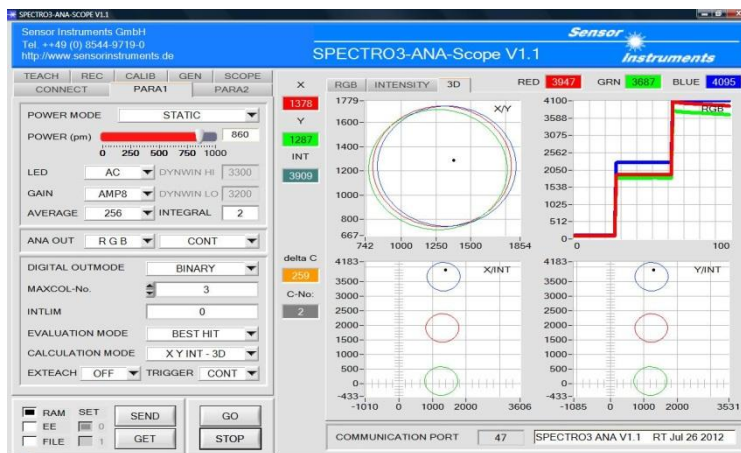 SPECTRO3-ANA-SCOPE V1.1
Sensor Instruments GmbH
Tel. ++49 (0) 8544-9719-0
http://www.sensorinstruments.de
SPECTRO3-ANA-Scope V1.1
Sensor
Instruments
TEACH REC CALIB GEN SCOPE
CONNECT PARA1 PARA2
POWER MODE STATIC
POWER (pm) 860
0 250 500 750 1000
LED AC DYNWIN HI 3300
GAIN AMP8 DYNWIN LO 3200
AVERAGE 256 INTEGRAL 2
ANA OUT R G B CONT
DIGITAL OUTMODE BINARY
MAXCOL-No. 3
INTLIM 0
EVALUATION MODE BEST HIT
CALCULATION MODE X Y INT - 3D
EXTEACH OFF TRIGGER CONT
RAM SET SEND GO
EE 0
FILE 1 GET STOP
X
1378
Y
1287
INT
3909
delta C
259
C-No:
2
RGB INTENSITY 3D RED 3947 GRN 3687 BLUE 4095
X/Y
1779-
1600-
1400-
1200-
1000-
800-
667-
742 1000 1250 1500 1854
RGB
4100-
3588-
3075-
2562-
2050-
1538-
1025-
512-
0-
0 100
X/INT
4183-
3500-
3000-
2500-
2000-
1500-
1000-
500-
0-
-433-
-1010 0 1000 2000 3606
Y/INT
4183-
3500-
3000-
2500-
2000-
1500-
1000-
500-
0-
-433-
-1085 0 1000 2000 3531
COMMUNICATION PORT 47 SPECTRO3 ANA V1.1 RT Jul 26 2012